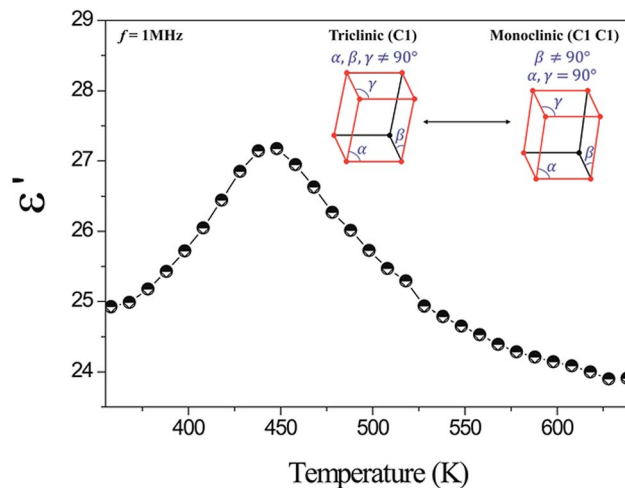 f = 1MHz
Triclinic (C1)
α, β, γ ≠ 90°
γ
α
β
Monoclinic (C1 C1)
β ≠ 90°
α, γ = 90°
γ
α
β
ε'
29
28
27
26
25
24
400
450
500
550
600
Temperature (K)